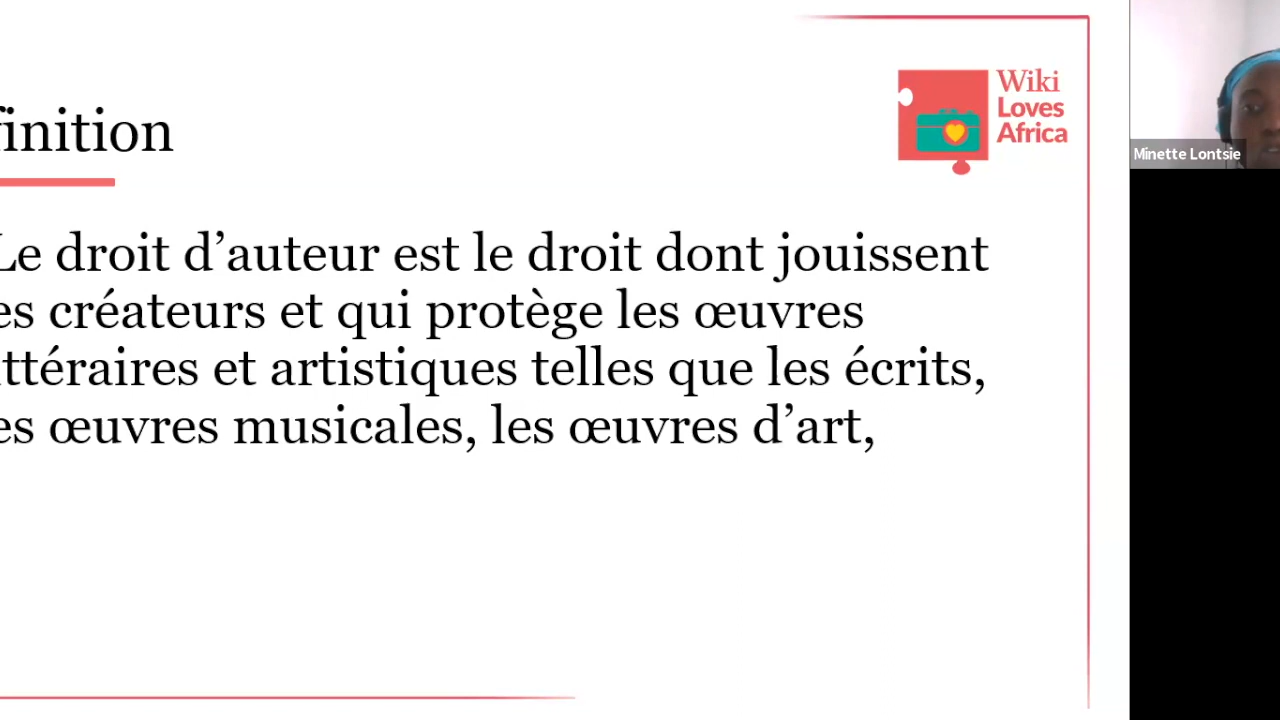 finition
Wiki
Loves
Africa
Minette Lontsie
Le droit d’auteur est le droit dont jouissent
es créateurs et qui protège les œuvres
ittéraires et artistiques telles que les écrits,
es œuvres musicales, les œuvres d’art,